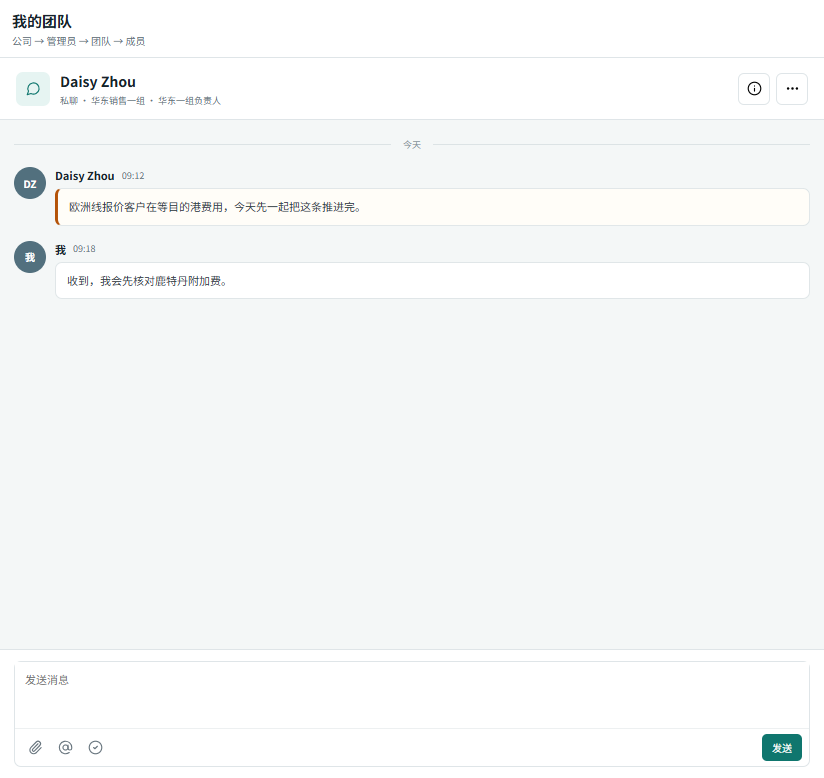 我的团队
公司 → 管理员 → 团队 → 成员
Daisy Zhou
私聊 · 华东销售一组 · 华东一组负责人
今天
DZ
Daisy Zhou 09:12
欧洲线报价客户在等目的港费用，今天先一起把这条推进完。
我
我 09:18
收到，我会先核对鹿特丹附加费。
发送消息
发送